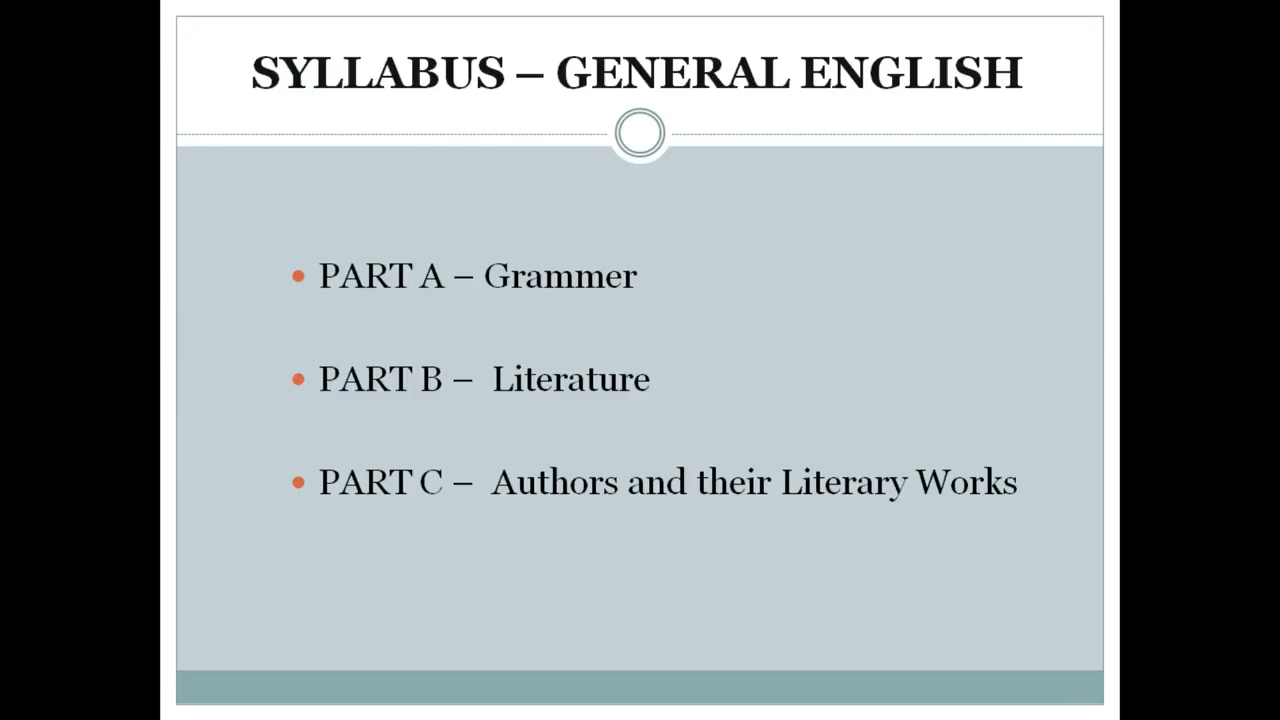 SYLLABUS – GENERAL ENGLISH
• PART A – Grammer
• PART B – Literature
• PART C – Authors and their Literary Works